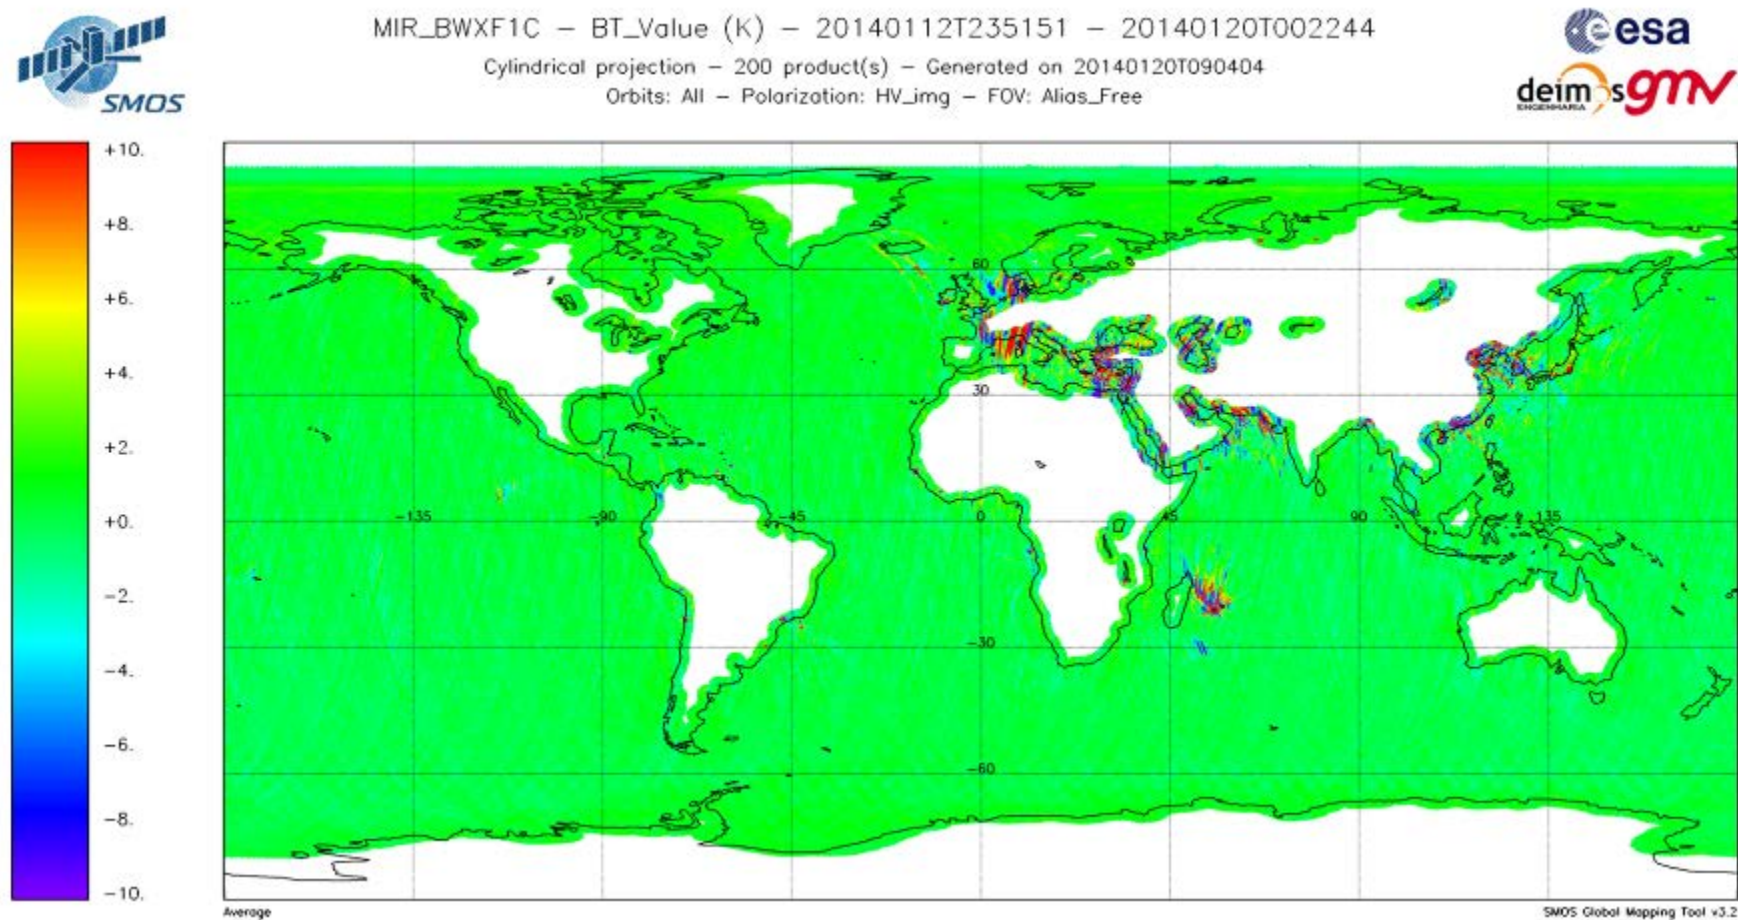 SMOS
MIR_BWXF1C – BT_Value (K) – 20140112T235151 – 20140120T002244
Cylindrical projection – 200 product(s) – Generated on 20140120T090404
Orbits: All – Polarization: HV_img – FOV: Alias_Free
esa
deimos
ENGENHARIA
gmv
+10.
+8.
+6.
+4.
+2.
+0.
−2.
−4.
−6.
−8.
−10.
60
30
−135
−90
−45
0
45
90
135
−30
−60
Average
SMOS Global Mapping Tool v3.2